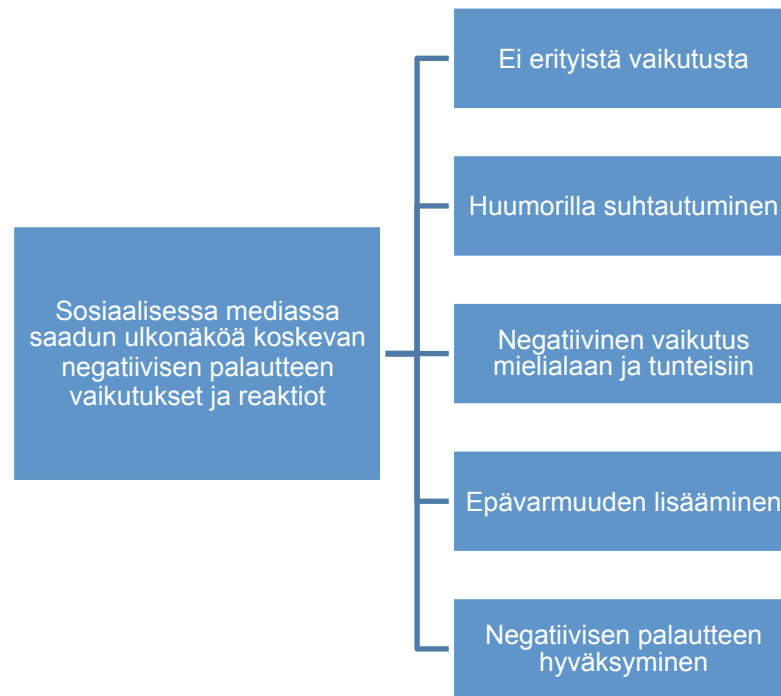 Sosiaalisessa mediassa
saadun ulkonäköä koskevan
negatiivisen palautteen
vaikutukset ja reaktiot
Ei erityistä vaikutusta
Huumorilla suhtautuminen
Negatiivinen vaikutus
mielialaan ja tunteisiin
Epävarmuuden lisääminen
Negatiivisen palautteen
hyväksyminen